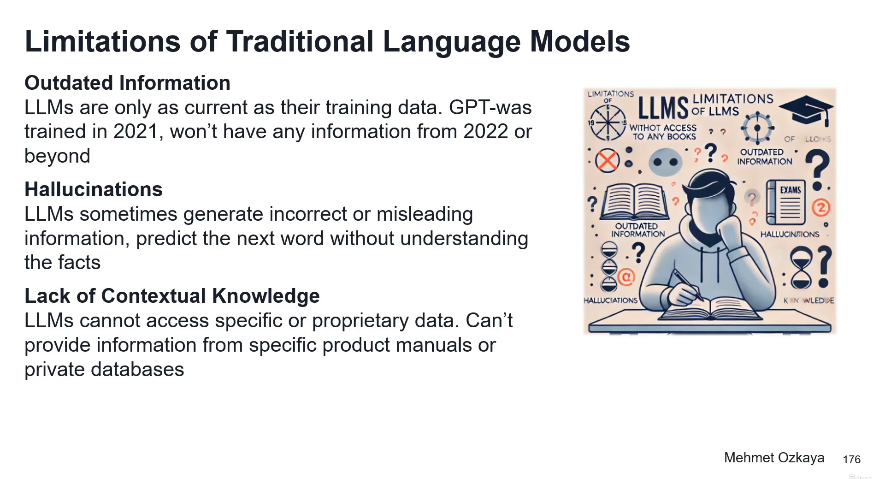 Limitations of Traditional Language Models
Outdated Information
LLMs are only as current as their training data. GPT-was
trained in 2021, won’t have any information from 2022 or
beyond
Hallucinations
LLMs sometimes generate incorrect or misleading
information, predict the next word without understanding
the facts
Lack of Contextual Knowledge
LLMs cannot access specific or proprietary data. Can’t
provide information from specific product manuals or
private databases
LIMITATIONS
OF
LLMS
LIMITATIONS
OF LLMS
WITHOT ACCESS
TO ANY BOOKS
OF
OUTDATED
INFORMATION
EXAMS
OUTDATED
INFORMATION
HALLUCINITIONS
HALLUCIATIONS
Mehmet Ozkaya
176